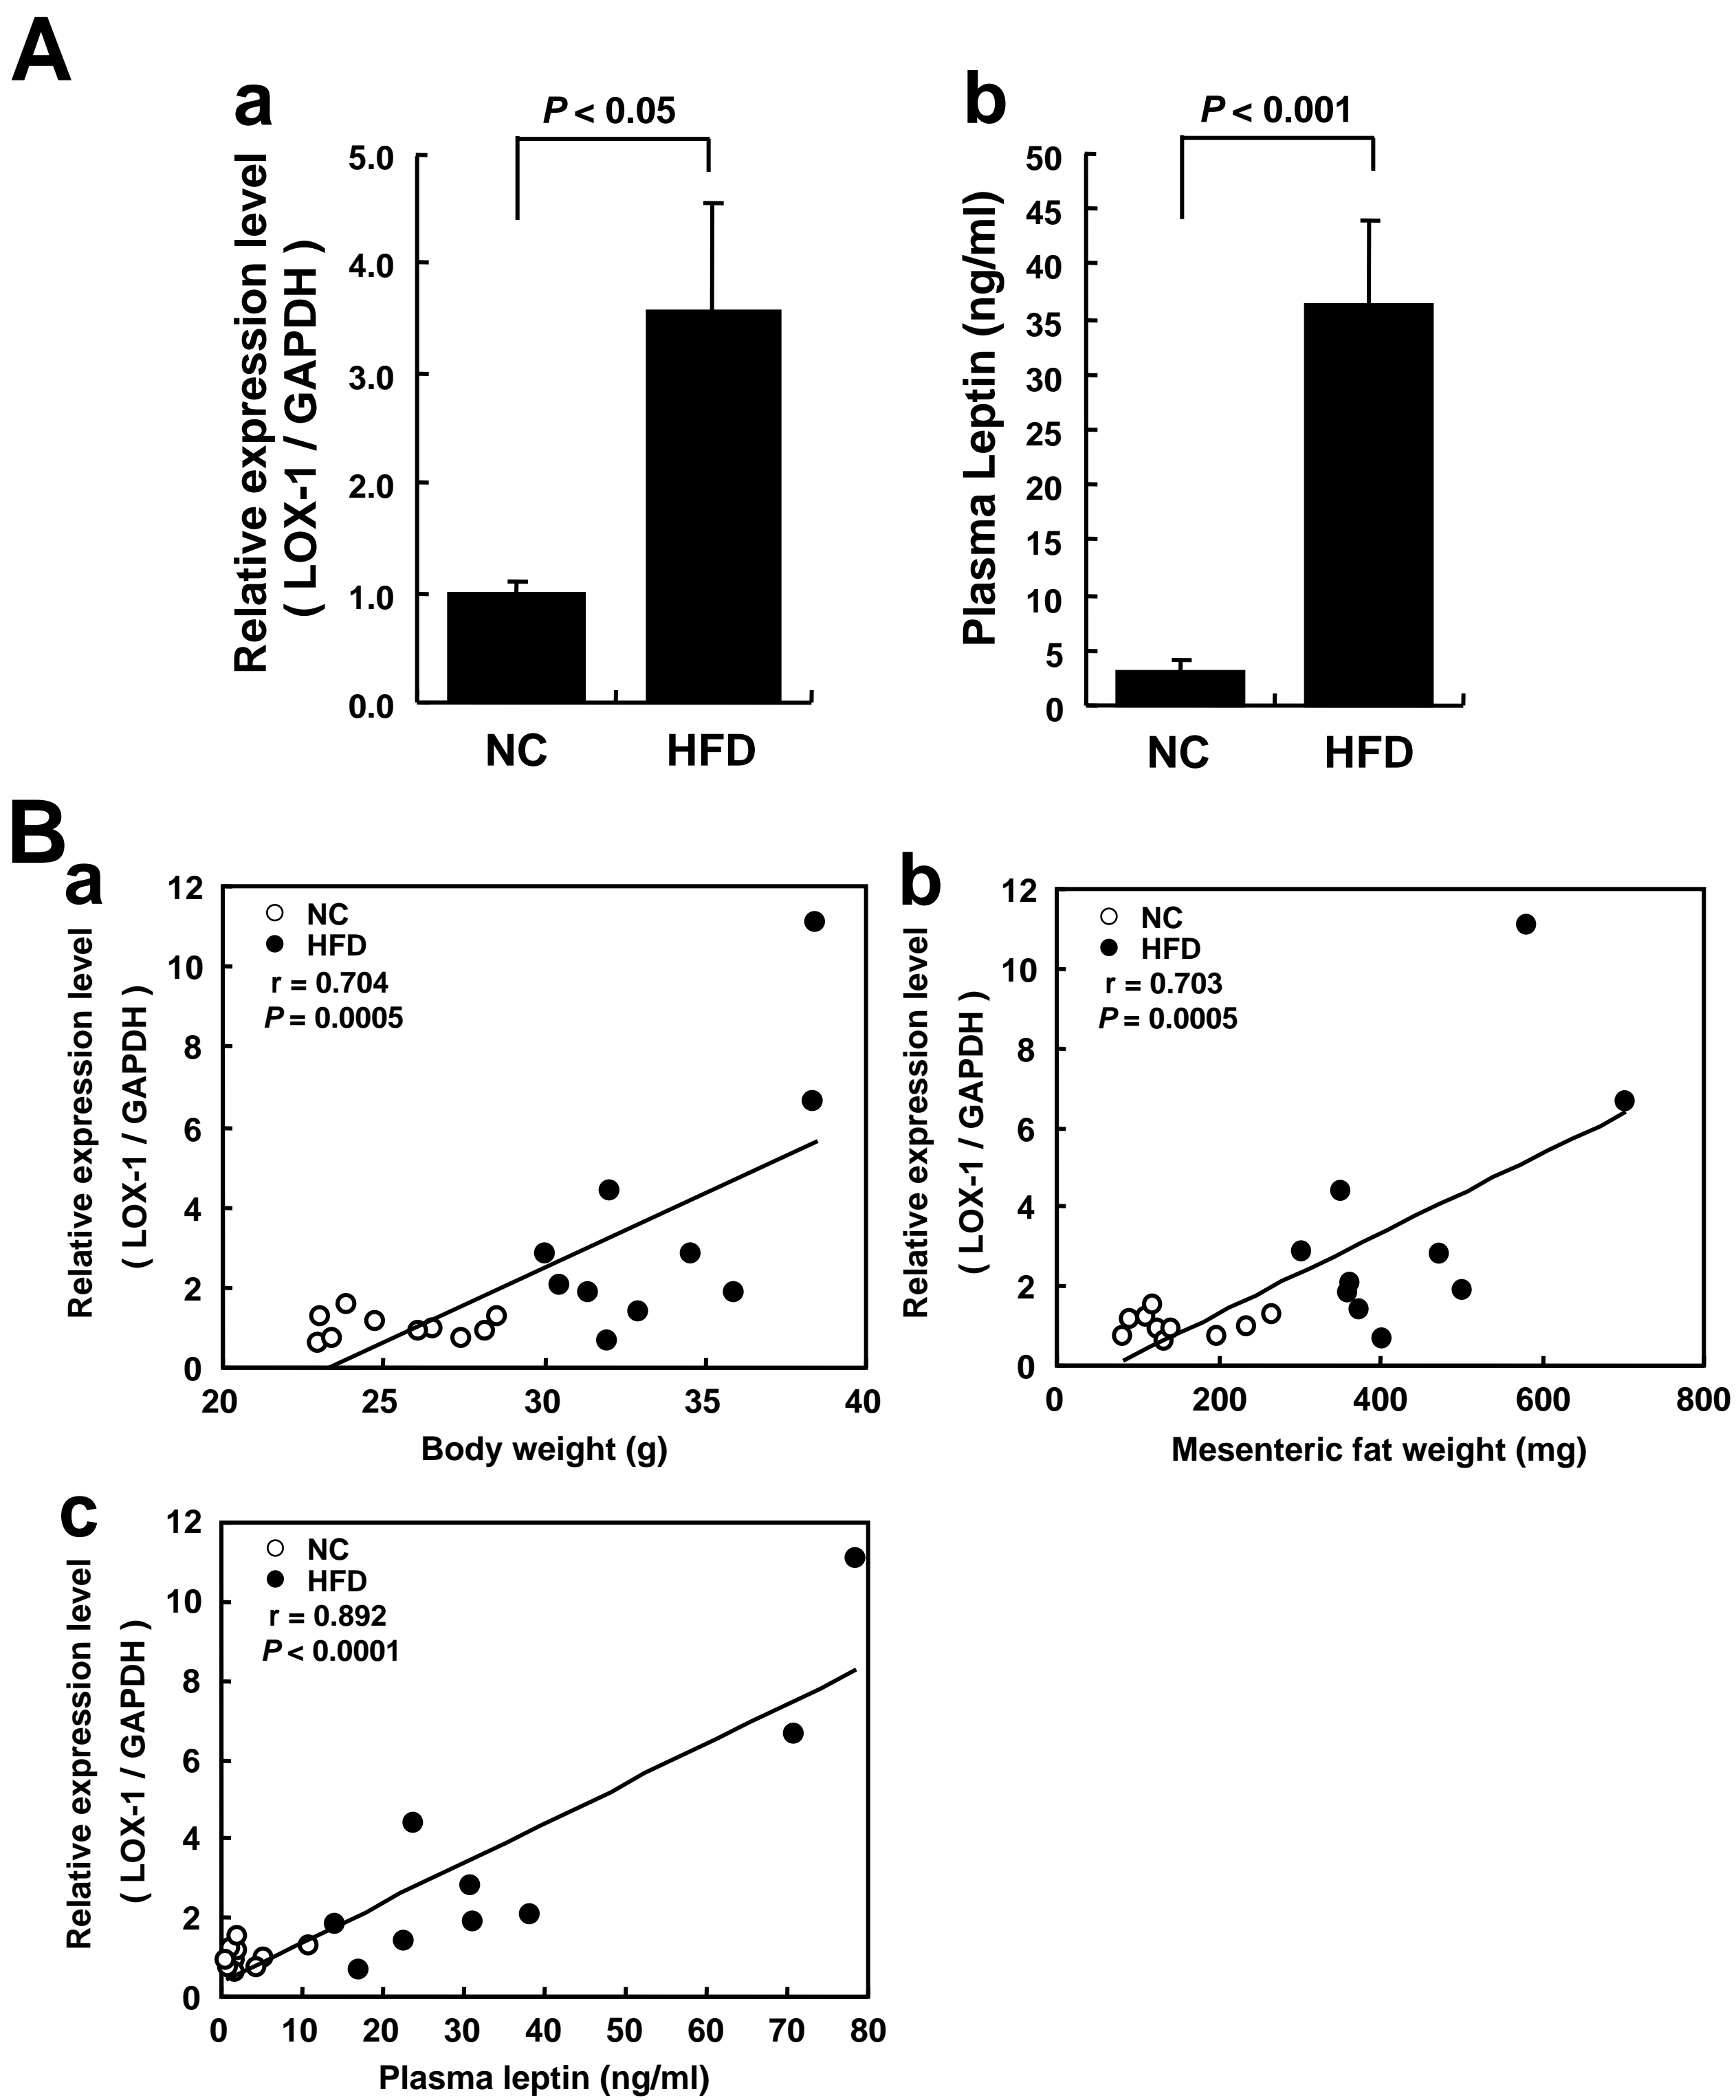 A
a
P < 0.05
Relative expression level
( LOX-1 / GAPDH )
5.0
4.0
3.0
2.0
1.0
0.0
NC HFD
b
P < 0.001
Plasma Leptin (ng/ml)
50
45
40
35
30
25
20
15
10
5
0
NC HFD
B
a
Relative expression level
( LOX-1 / GAPDH )
12
10
8
6
4
2
0
NC
HFD
r = 0.704
P = 0.0005
20 25 30 35 40
Body weight (g)
b
Relative expression level
( LOX-1 / GAPDH )
12
10
8
6
4
2
0
NC
HFD
r = 0.703
P = 0.0005
0 200 400 600 800
Mesenteric fat weight (mg)
c
Relative expression level
( LOX-1 / GAPDH )
12
10
8
6
4
2
0
NC
HFD
r = 0.892
P < 0.0001
0 10 20 30 40 50 60 70 80
Plasma leptin (ng/ml)